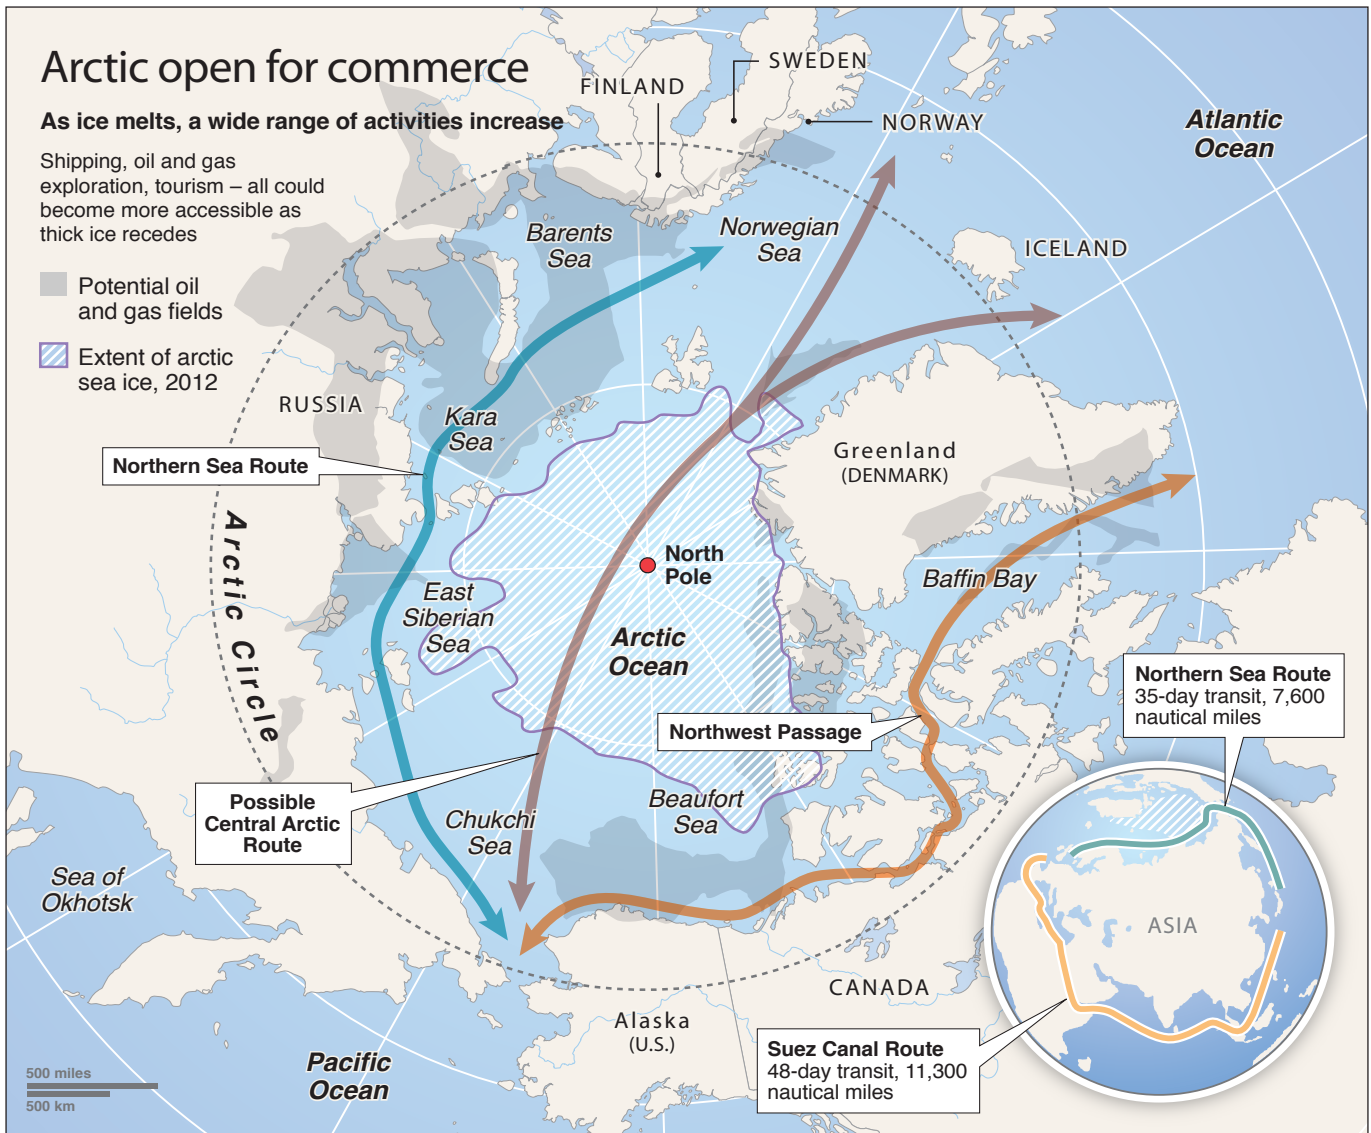 Arctic open for commerce
As ice melts, a wide range of activities increase
Shipping, oil and gas
exploration, tourism – all could
become more accessible as
thick ice recedes
Potential oil
and gas fields
Extent of arctic
sea ice, 2012
FINLAND
SWEDEN
NORWAY
Atlantic
Ocean
Barents
Sea
Norwegian
Sea
ICELAND
RUSSIA
Kara
Sea
Northern Sea Route
Greenland
(DENMARK)
Arctic Circle
North
Pole
East
Siberian
Sea
Arctic
Ocean
Baffin Bay
Northwest Passage
Northern Sea Route
35-day transit, 7,600
nautical miles
Possible
Central Arctic
Route
Chukchi
Sea
Beaufort
Sea
Sea of
Okhotsk
ASIA
CANADA
Alaska
(U.S.)
Suez Canal Route
48-day transit, 11,300
nautical miles
Pacific
Ocean
500 miles
500 km